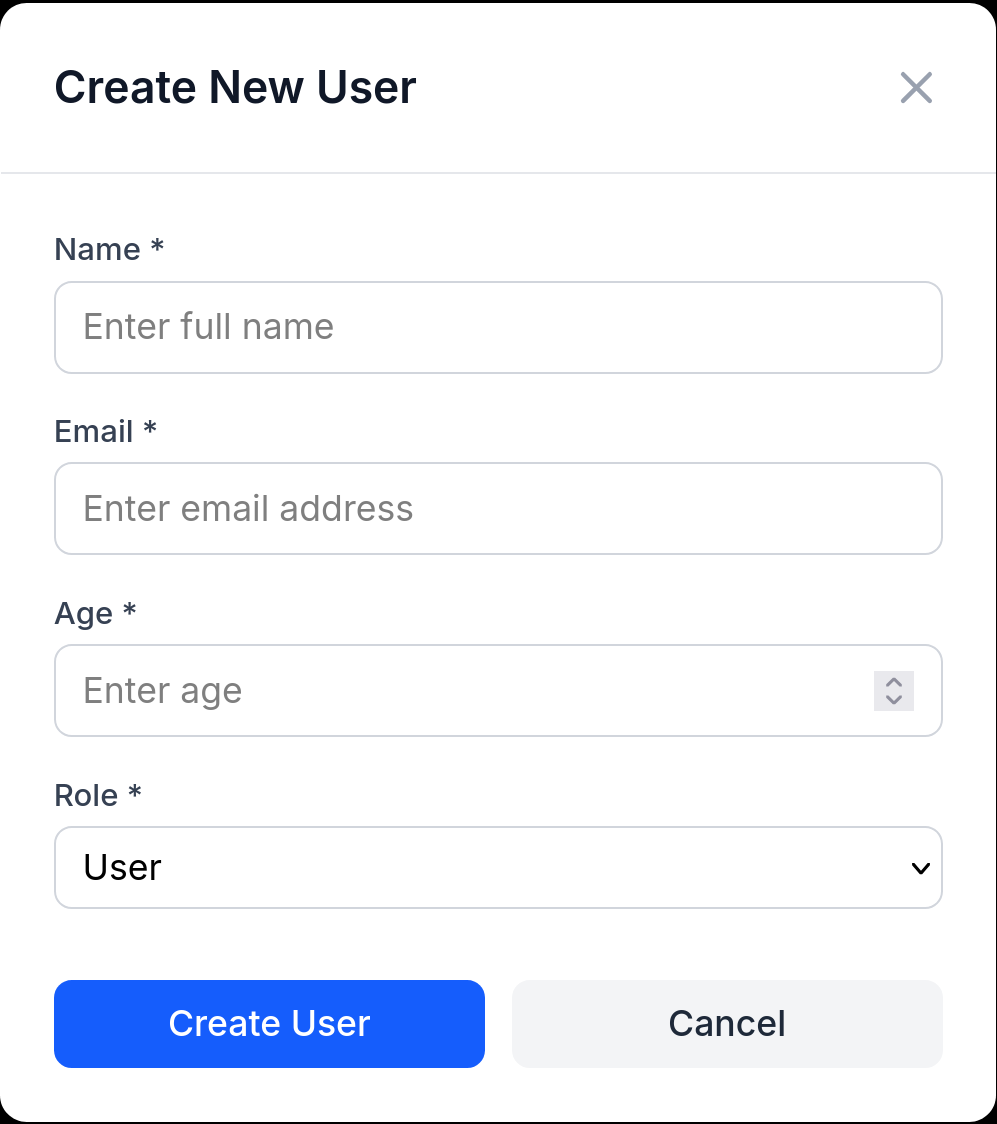 Create New User
Name *
Enter full name
Email *
Enter email address
Age *
Enter age
Role *
User
Create User
Cancel